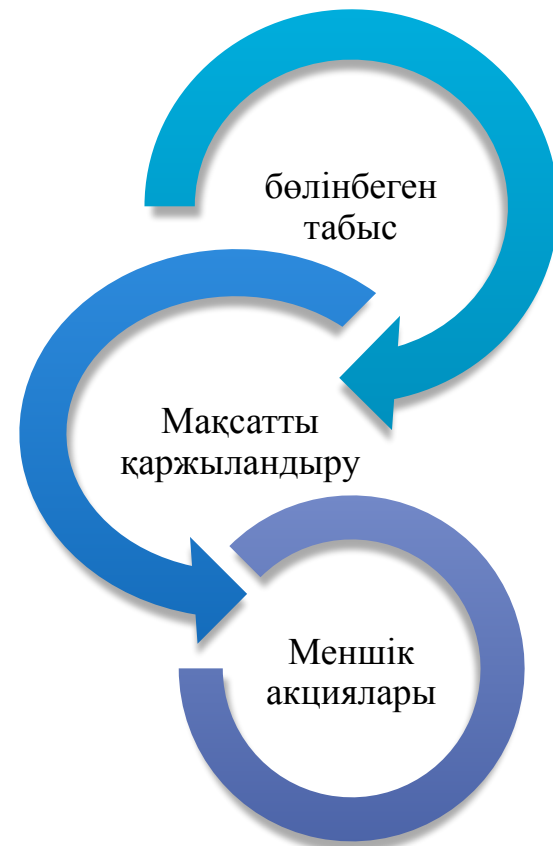 бөлінбеген
табыс
Мақсатты
қаржыландыру
Меншік
акциялары